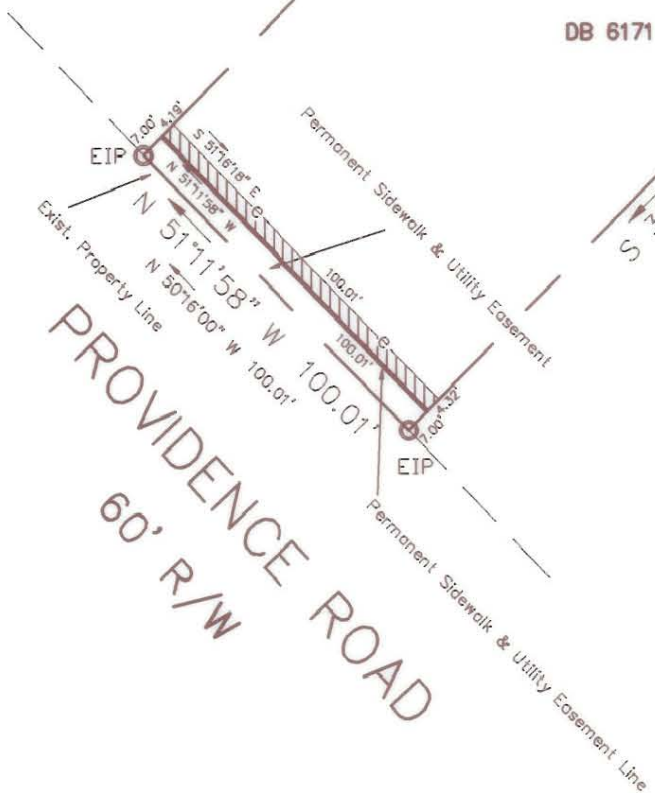 DB 6171
7.00'
4.19'
EIP
S 51°16'18" E
N 51°11'58" W
Permanent Sidewalk & Utility Easement
Exist. Property Line
N 51°11'58" W 100.01'
N 50°16'00" W 100.01'
e
100.01'
100.01'
e
S
4.32'
7.00'
EIP
PROVIDENCE ROAD
60' R/W
Permanent Sidewalk & Utility Easement Line